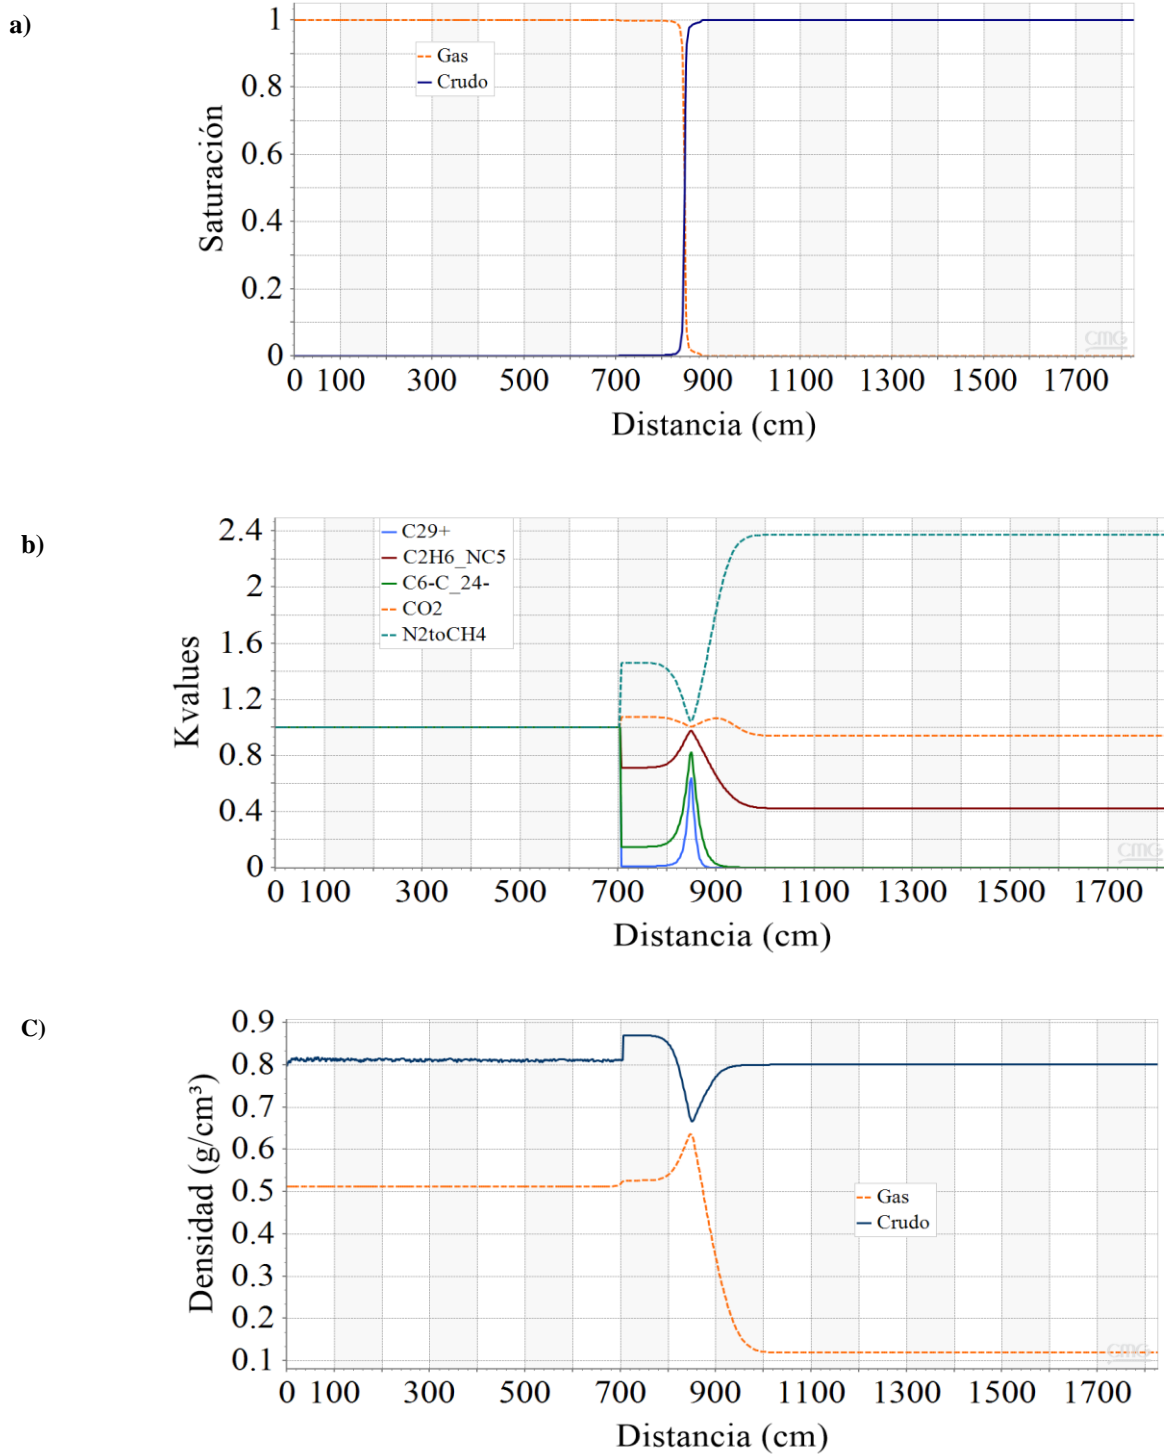 a)
1
0.8
0.6
0.4
0.2
0
Saturación
Gas
Crudo
CMG
0 100 300 500 700 900 1100 1300 1500 1700
Distancia (cm)
b)
2.4
2
1.6
1.2
0.8
0.4
0
Kvalues
C29+
C2H6_NC5
C6-C_24-
CO2
N2toCH4
CMG
0 100 300 500 700 900 1100 1300 1500 1700
Distancia (cm)
C)
0.9
0.8
0.7
0.6
0.5
0.4
0.3
0.2
0.1
Densidad (g/cm³)
Gas
Crudo
CMG
0 100 300 500 700 900 1100 1300 1500 1700
Distancia (cm)